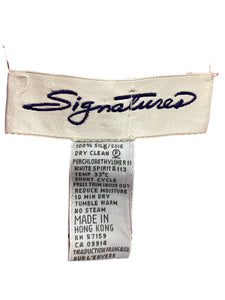 Signatures
100% SILK/SOIE
DRY CLEAN P
PERCHLORETHYLENE R11
WHITE SPIRIT & 113
TEMP 33°C
SHORT CYCLE
PRESS TRIM INSIDE OUT
REDUCE MOISTURE
10 MIN DRY
TUMBLE WARM
NO STEAM
MADE IN
HONG KONG
RN 57159
CA 09914
TRADUCTION FRANCAISE
SUR L'ENVERS